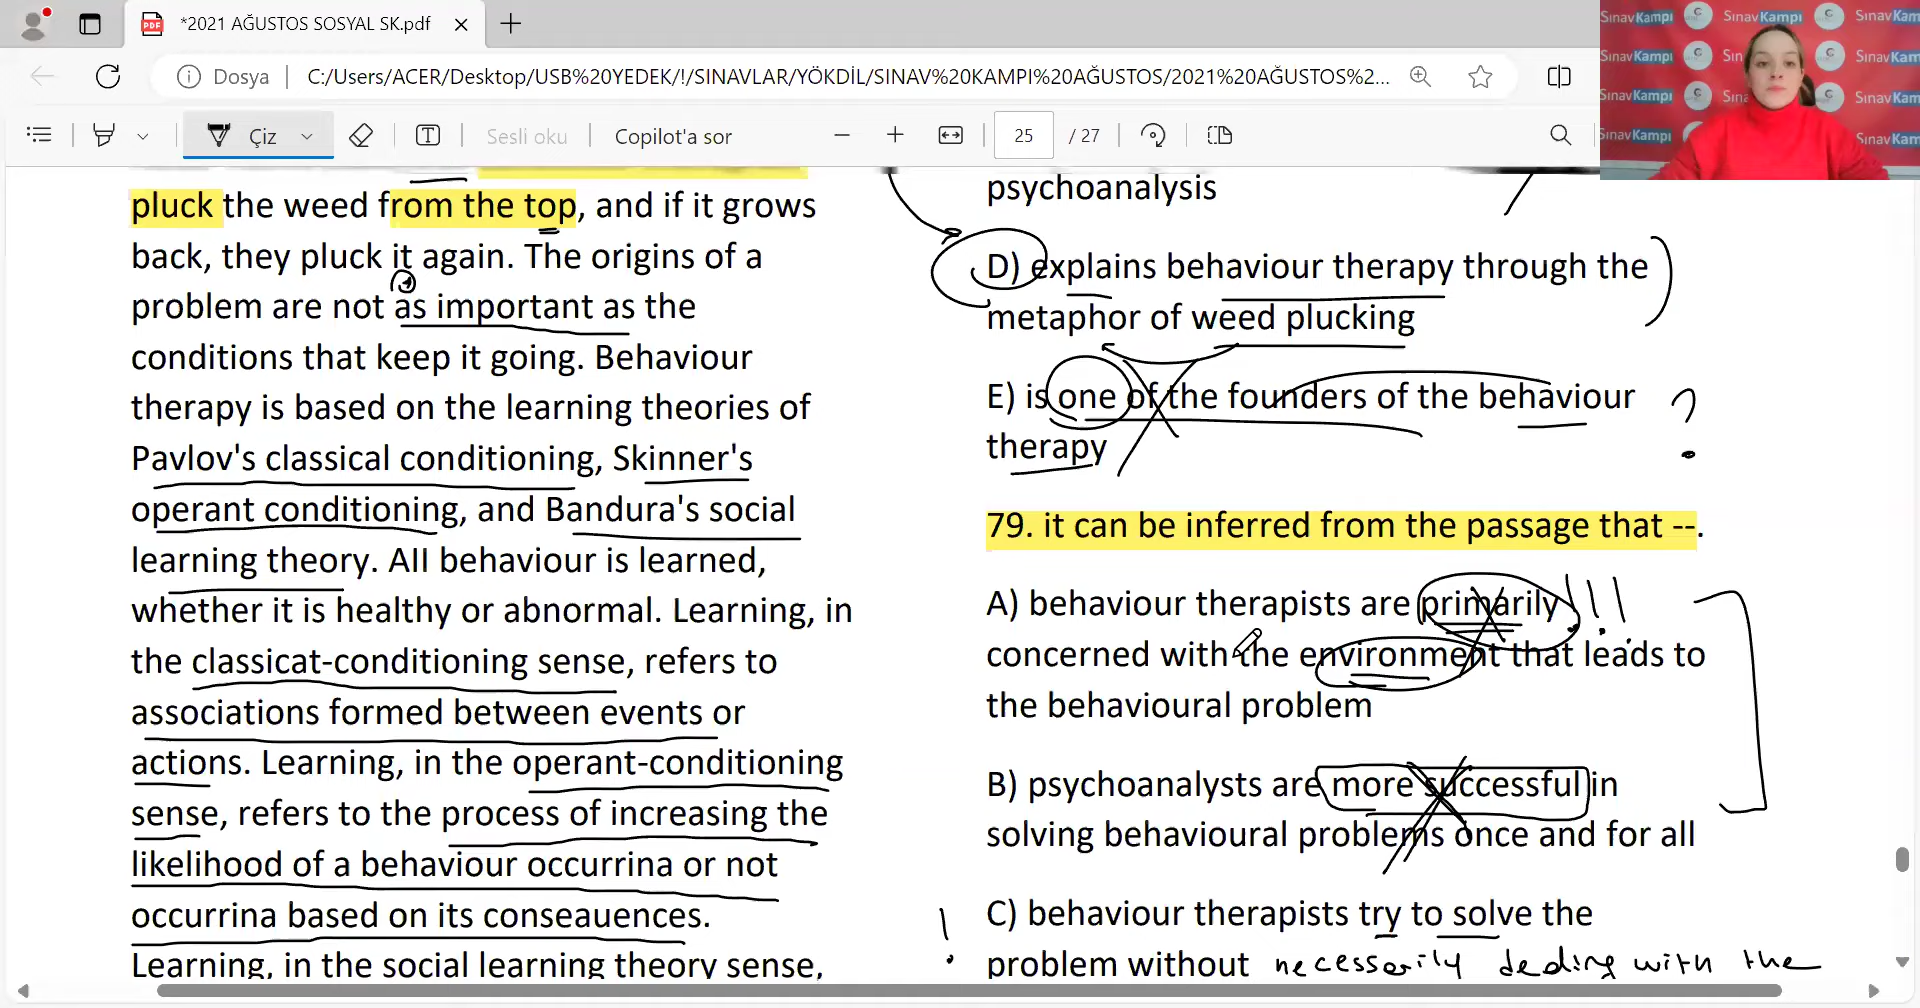 *2021 AĞUSTOS SOSYAL SK.pdf
Dosya
C:/Users/ACER/Desktop/USB%20YEDEK/!/SINAVLAR/YÖKDİL/SINAV%20KAMPI%20AĞUSTOS/2021%20AĞUSTOS%2...
Çiz
Sesli oku
Copilot'a sor
25
/ 27
SınavKampı SınavKampı SınavKam
SınavKampı SınavKam
SınavKampı SınavKam
SınavKampı SınavKam
pluck the weed from the top, and if it grows
back, they pluck it again. The origins of a
problem are not as important as the
conditions that keep it going. Behaviour
therapy is based on the learning theories of
Pavlov's classical conditioning, Skinner's
operant conditioning, and Bandura's social
learning theory. AII behaviour is learned,
whether it is healthy or abnormal. Learning, in
the classicat-conditioning sense, refers to
associations formed between events or
actions. Learning, in the operant-conditioning
sense, refers to the process of increasing the
likelihood of a behaviour occurrina or not
occurrina based on its conseauences.
Learning, in the social learning theory sense,
psychoanalysis
D) explains behaviour therapy through the
metaphor of weed plucking
E) is one of the founders of the behaviour
therapy
?
79. it can be inferred from the passage that --.
A) behaviour therapists are primarily !!!
concerned with the environment that leads to
the behavioural problem
B) psychoanalysts are more successful in
solving behavioural problems once and for all
! C) behaviour therapists try to solve the
problem without necessarily dealing with the